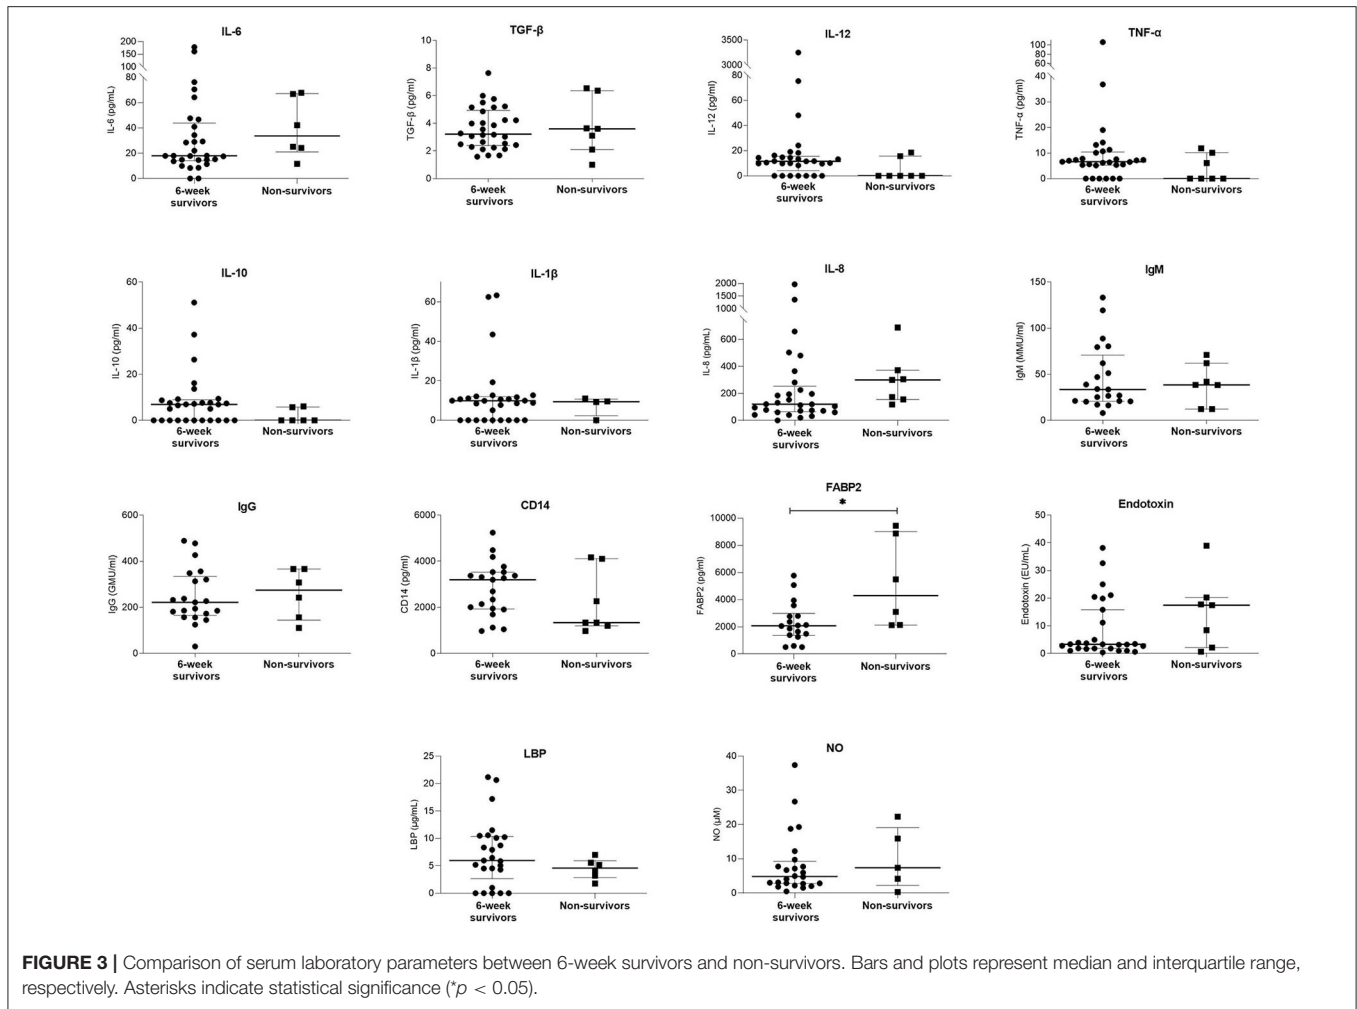 IL-6
IL-6 (pg/mL)
200
150
100
80
60
40
20
0
6-week
survivors
Non-survivors
TGF-β
TGF-β (pg/ml)
10
8
6
4
2
0
6-week
survivors
Non-survivors
IL-12
IL-12 (pg/ml)
3500
3000
80
60
40
20
0
6-week
survivors
Non-survivors
TNF-α
TNF-α (pg/ml)
100
80
60
40
30
20
10
0
6-week
survivors
Non-survivors
IL-10
IL-10 (pg/ml)
60
40
20
0
6-week
survivors
Non-survivors
IL-1β
IL-1β (pg/ml)
60
40
20
0
6-week
survivors
Non-survivors
IL-8
IL-8 (pg/mL)
2000
1500
1000
600
400
200
0
6-week
survivors
Non-survivors
IgM
IgM (MMU/ml)
150
100
50
0
6-week
survivors
Non-survivors
IgG
IgG (GMU/ml)
600
400
200
0
6-week
survivors
Non-survivors
CD14
CD14 (pg/ml)
6000
4000
2000
0
6-week
survivors
Non-survivors
FABP2
*
FABP2 (pg/ml)
10000
8000
6000
4000
2000
0
6-week
survivors
Non-survivors
Endotoxin
Endotoxin (EU/mL)
50
40
30
20
10
0
6-week
survivors
Non-survivors
LBP
LBP (µg/mL)
25
20
15
10
5
0
6-week
survivors
Non-survivors
NO
NO (µM)
40
30
20
10
0
6-week
survivors
Non-survivors
FIGURE 3 | Comparison of serum laboratory parameters between 6-week survivors and non-survivors. Bars and plots represent median and interquartile range,
respectively. Asterisks indicate statistical significance (*p < 0.05).